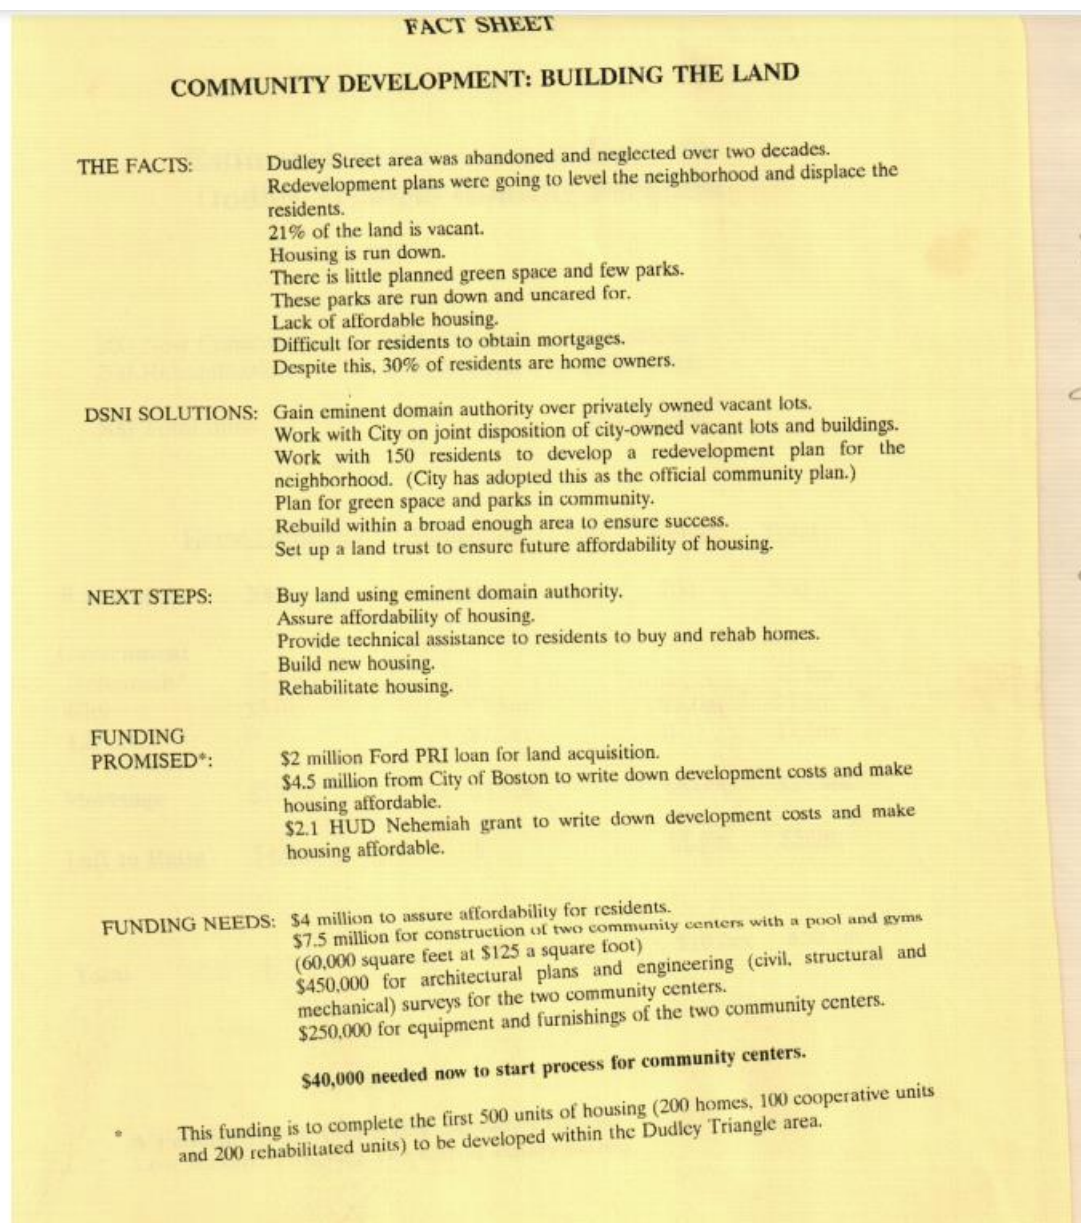 FACT SHEET
COMMUNITY DEVELOPMENT: BUILDING THE LAND
THE FACTS: Dudley Street area was abandoned and neglected over two decades.
Redevelopment plans were going to level the neighborhood and displace the
residents.
21% of the land is vacant.
Housing is run down.
There is little planned green space and few parks.
These parks are run down and uncared for.
Lack of affordable housing.
Difficult for residents to obtain mortgages.
Despite this, 30% of residents are home owners.
DSNI SOLUTIONS: Gain eminent domain authority over privately owned vacant lots.
Work with City on joint disposition of city-owned vacant lots and buildings.
Work with 150 residents to develop a redevelopment plan for the
neighborhood. (City has adopted this as the official community plan.)
Plan for green space and parks in community.
Rebuild within a broad enough area to ensure success.
Set up a land trust to ensure future affordability of housing.
NEXT STEPS: Buy land using eminent domain authority.
Assure affordability of housing.
Provide technical assistance to residents to buy and rehab homes.
Build new housing.
Rehabilitate housing.
FUNDING
PROMISED*: $2 million Ford PRI loan for land acquisition.
$4.5 million from City of Boston to write down development costs and make
housing affordable.
$2.1 HUD Nehemiah grant to write down development costs and make
housing affordable.
FUNDING NEEDS: $4 million to assure affordability for residents.
$7.5 million for construction of two community centers with a pool and gyms
(60,000 square feet at $125 a square foot)
$450,000 for architectural plans and engineering (civil, structural and
mechanical) surveys for the two community centers.
$250,000 for equipment and furnishings of the two community centers.
$40,000 needed now to start process for community centers.
* This funding is to complete the first 500 units of housing (200 homes, 100 cooperative units
and 200 rehabilitated units) to be developed within the Dudley Triangle area.